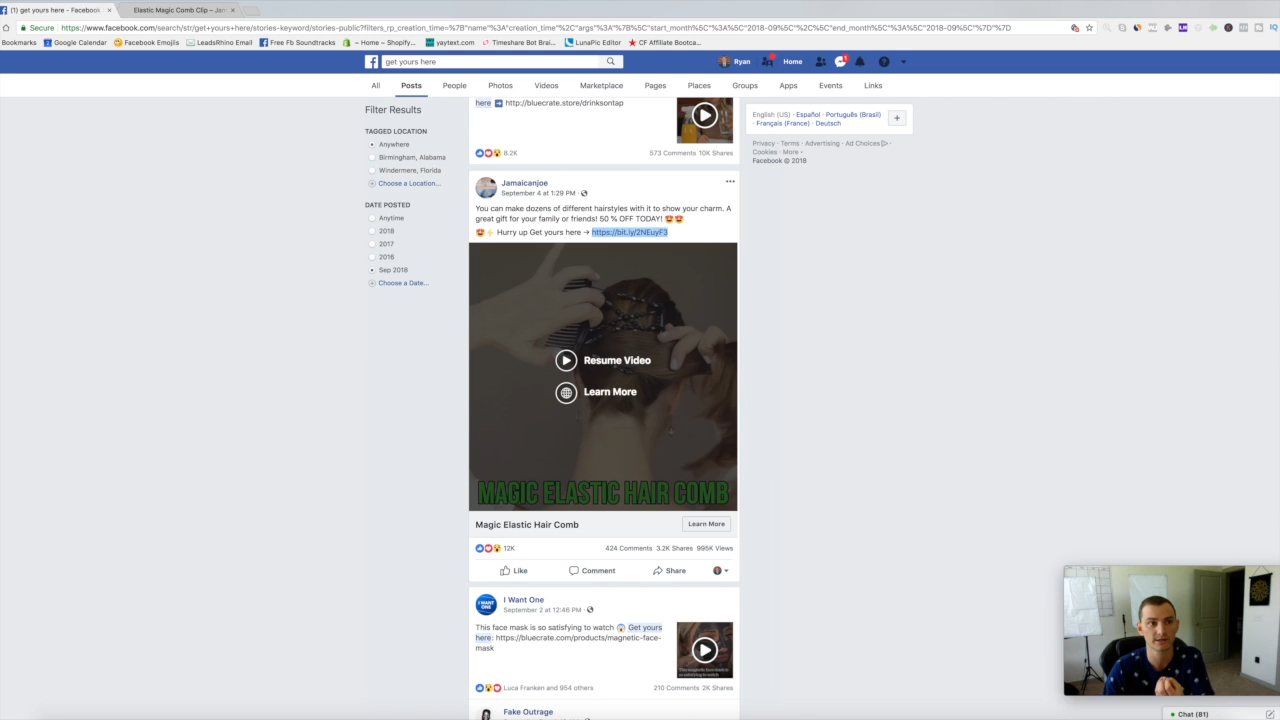 (1) get yours here - Facebook
Elastic Magic Comb Clip – Jam
Secure https://www.facebook.com/search/str/get+yours+here/stories-keyword/stories-public?filters_rp_creation_time=%7B"name"%3A"creation_time"%2C"args"%3A"%7B%5C"start_month%5C"%3A%5C"2018-09%5C"%2C%5C"end_month%5C"%3A%5C"2018-09%5C"%7D"%7D
Bookmarks Google Calendar Facebook Emojis LeadsRhino Email Free Fb Soundtracks ~ Home ~ Shopify... yaytext.com Timeshare Bot Brai... LunaPic Editor CF Affiliate Bootca...
get yours here
Ryan Home
All Posts People Photos Videos Marketplace Pages Places Groups Apps Events Links
Filter Results
TAGGED LOCATION
Anywhere
Birmingham, Alabama
Windermere, Florida
Choose a Location...
DATE POSTED
Anytime
2018
2017
2016
Sep 2018
Choose a Date...
here ➡ http://bluecrate.store/drinksontap
8.2K 573 Comments 10K Shares
Jamaicanjoe
September 4 at 1:29 PM ·
You can make dozens of different hairstyles with it to show your charm. A
great gift for your family or friends! 50 % OFF TODAY! 😍😍
😍⚡ Hurry up Get yours here → https://bit.ly/2NEuyF3
Resume Video
Learn More
MAGIC ELASTIC HAIR COMB
Magic Elastic Hair Comb
Learn More
12K 424 Comments 3.2K Shares 995K Views
Like Comment Share
I WANT ONE
I Want One
September 2 at 12:46 PM ·
This face mask is so satisfying to watch 😱 Get yours
here: https://bluecrate.com/products/magnetic-face-
mask
Luca Franken and 954 others 210 Comments 2K Shares
Fake Outrage
English (US) · Español · Português (Brasil)
· Français (France) · Deutsch
Privacy · Terms · Advertising · Ad Choices ·
Cookies · More
Facebook © 2018
Chat (81)